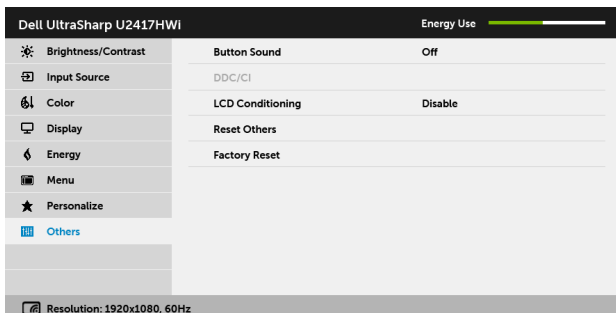 Dell UltraSharp U2417HWi
Energy Use
Brightness/Contrast
Button Sound Off
Input Source
DDC/CI
Color
LCD Conditioning Disable
Display
Reset Others
Energy
Factory Reset
Menu
Personalize
Others
Resolution: 1920x1080, 60Hz